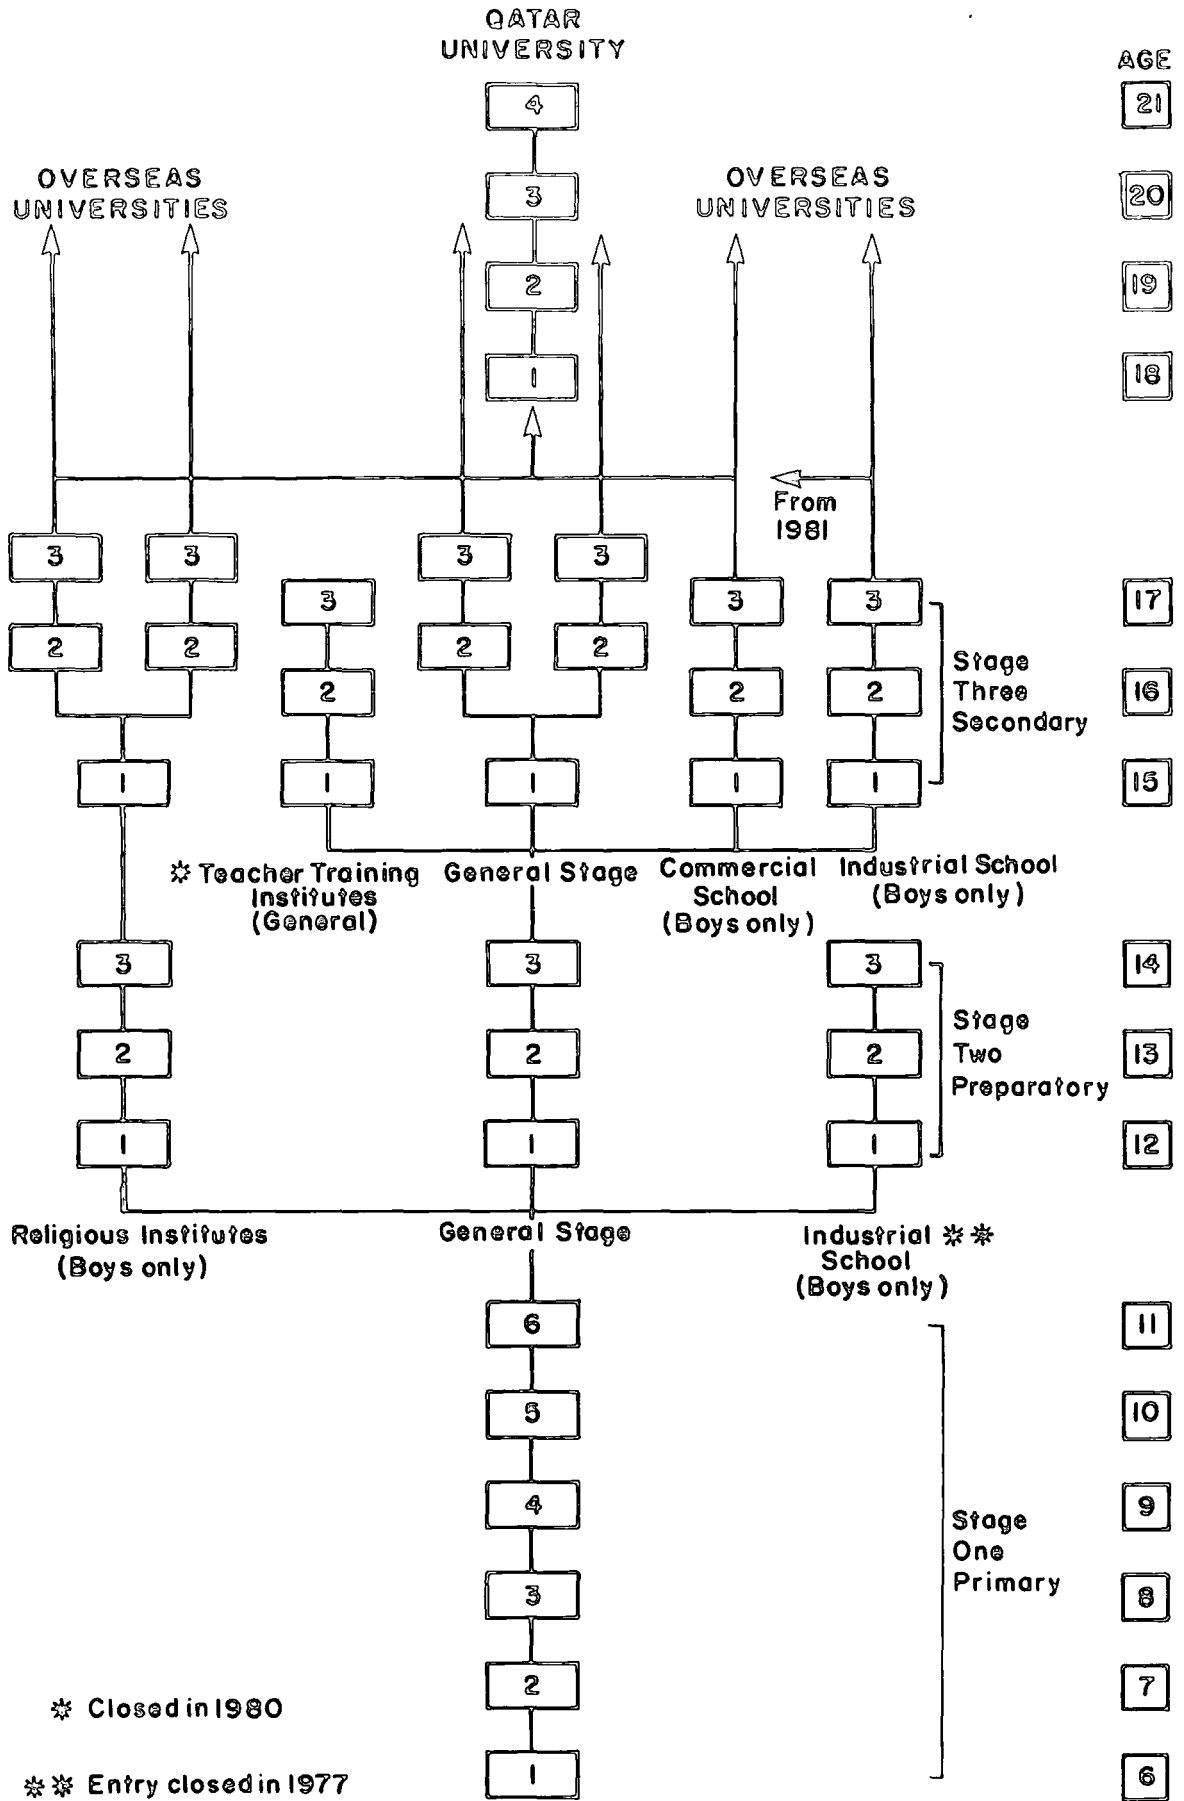 QATAR
UNIVERSITY
AGE
4
21
OVERSEAS
UNIVERSITIES
OVERSEAS
UNIVERSITIES
3
20
2
19
1
18
From
1981
3
3
3
3
3
3
3
17
2
2
2
2
Stage
Three
Secondary
2
2
2
16
1
1
1
1
1
15
✲ Teacher Training
Institutes
(General)
General Stage
Commercial
School
(Boys only)
Industrial School
(Boys only)
3
3
3
14
Stage
Two
Preparatory
2
2
2
13
1
1
1
12
Religious Institutes
(Boys only)
General Stage
Industrial ✲✲
School
(Boys only)
6
11
5
10
4
9
Stage
One
Primary
3
8
2
7
✲ Closed in 1980
1
6
✲✲ Entry closed in 1977